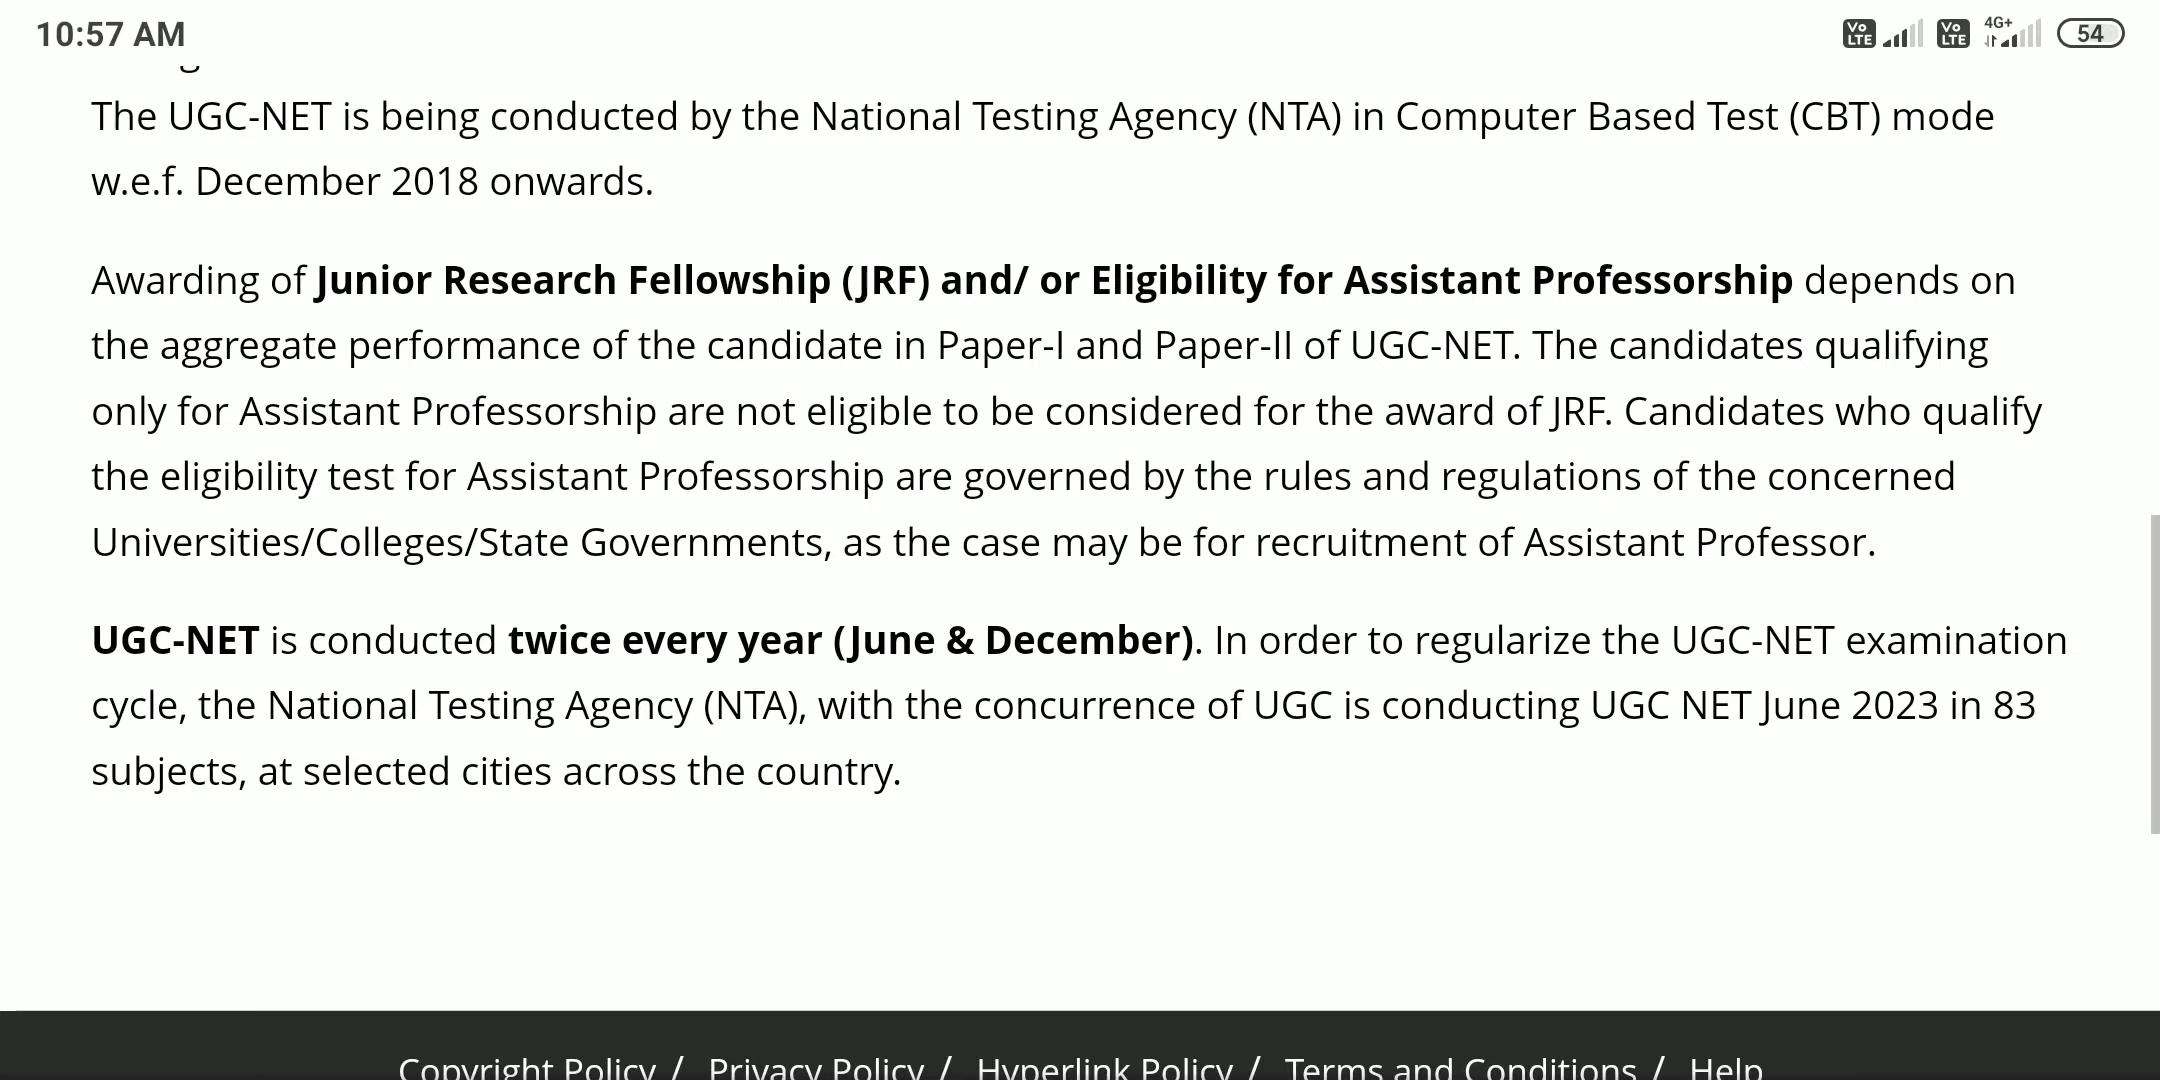 10:57 AM
Vo LTE Vo LTE 4G+ 54
The UGC-NET is being conducted by the National Testing Agency (NTA) in Computer Based Test (CBT) mode
w.e.f. December 2018 onwards.
Awarding of Junior Research Fellowship (JRF) and/ or Eligibility for Assistant Professorship depends on
the aggregate performance of the candidate in Paper-I and Paper-II of UGC-NET. The candidates qualifying
only for Assistant Professorship are not eligible to be considered for the award of JRF. Candidates who qualify
the eligibility test for Assistant Professorship are governed by the rules and regulations of the concerned
Universities/Colleges/State Governments, as the case may be for recruitment of Assistant Professor.
UGC-NET is conducted twice every year (June & December). In order to regularize the UGC-NET examination
cycle, the National Testing Agency (NTA), with the concurrence of UGC is conducting UGC NET June 2023 in 83
subjects, at selected cities across the country.
Copyright Policy / Privacy Policy / Hyperlink Policy / Terms and Conditions / Help